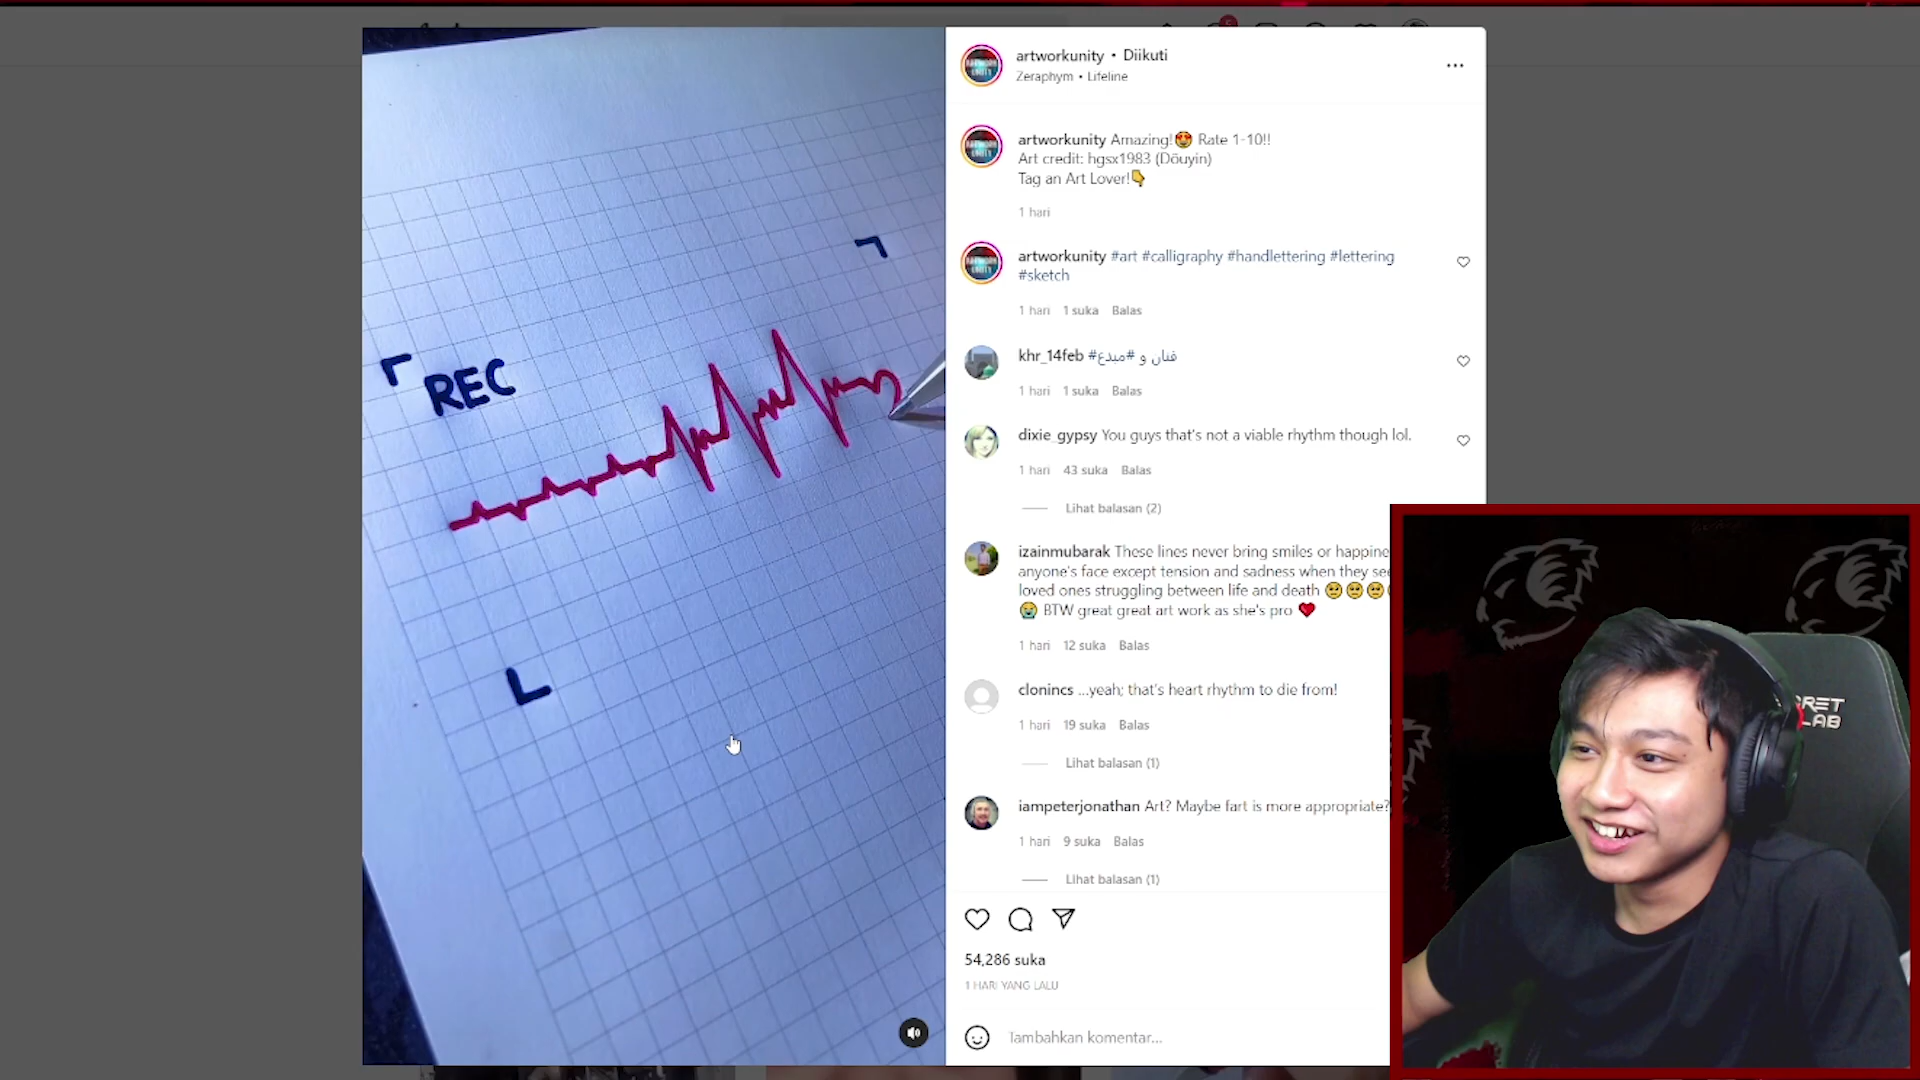 REC
artworkunity • Diikuti
Zeraphym • Lifeline
artworkunity Amazing!😍 Rate 1-10!!
Art credit: hgsx1983 (Dōuyin)
Tag an Art Lover!👇
1 hari
artworkunity #art #calligraphy #handlettering #lettering
#sketch
1 hari 1 suka Balas
khr_14feb #فنان و #مبدع
1 hari 1 suka Balas
dixie_gypsy You guys that's not a viable rhythm though lol.
1 hari 43 suka Balas
Lihat balasan (2)
izainmubarak These lines never bring smiles or happine
anyone's face except tension and sadness when they see
loved ones struggling between life and death 🥺🥺🥺
😭 BTW great great art work as she's pro ❤️
1 hari 12 suka Balas
clonincs ...yeah; that's heart rhythm to die from!
1 hari 19 suka Balas
Lihat balasan (1)
iampeterjonathan Art? Maybe fart is more appropriate?
1 hari 9 suka Balas
Lihat balasan (1)
54,286 suka
1 HARI YANG LALU
Tambahkan komentar...